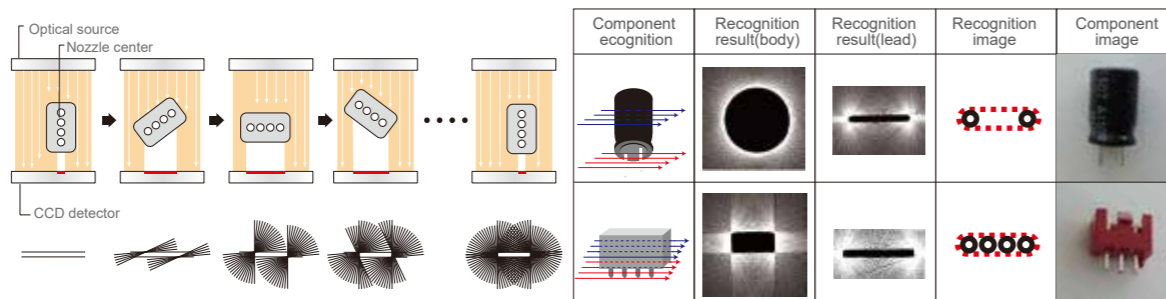 Optical source
Nozzle center
CCD detector
Component
ecognition
Recognition
result(body)
Recognition
result(lead)
Recognition
image
Component
image